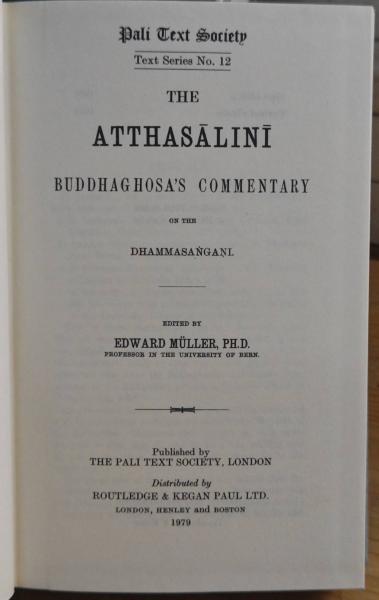 Pali Text Society
Text Series No. 12
THE
ATTHASĀLINĪ
BUDDHAGHOSA'S COMMENTARY
ON THE
DHAMMASAṄGAṆI.
EDITED BY
EDWARD MÜLLER, PH.D.
PROFESSOR IN THE UNIVERSITY OF BERN.
Published by
THE PALI TEXT SOCIETY, LONDON
Distributed by
ROUTLEDGE & KEGAN PAUL LTD.
LONDON, HENLEY and BOSTON
1979